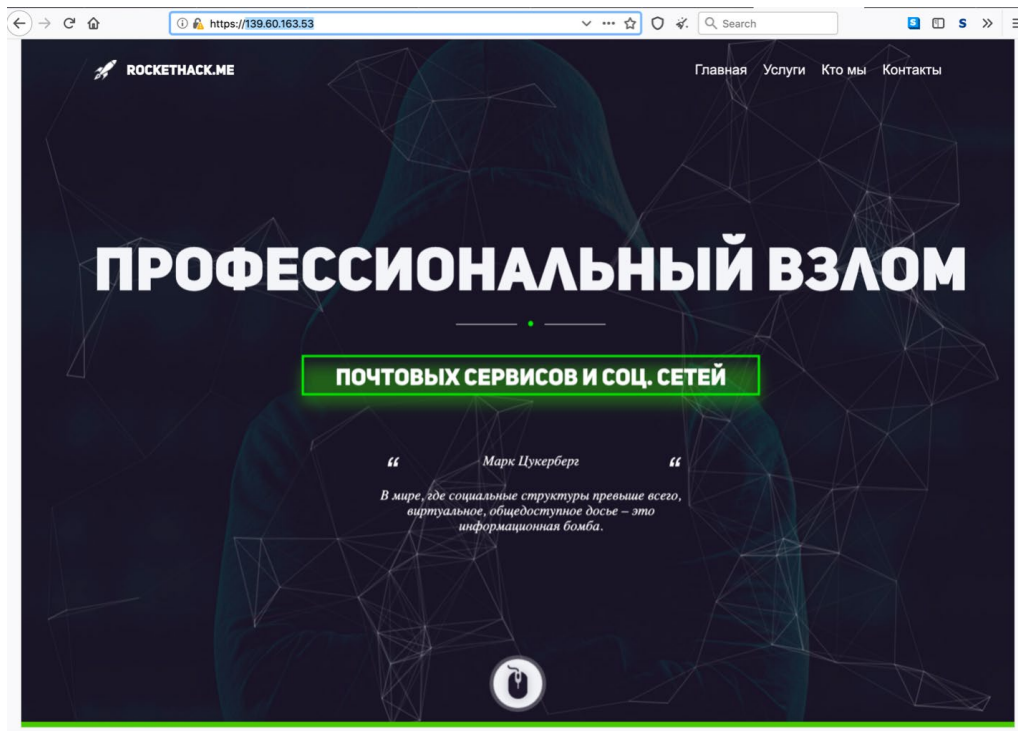 https://139.60.163.53
Search
ROCKETHACK.ME
Главная Услуги Кто мы Контакты
ПРОФЕССИОНАЛЬНЫЙ ВЗЛОМ
ПОЧТОВЫХ СЕРВИСОВ И СОЦ. СЕТЕЙ
“ Марк Цукерберг “
В мире, где социальные структуры превыше всего,
виртуальное, общедоступное досье – это
информационная бомба.